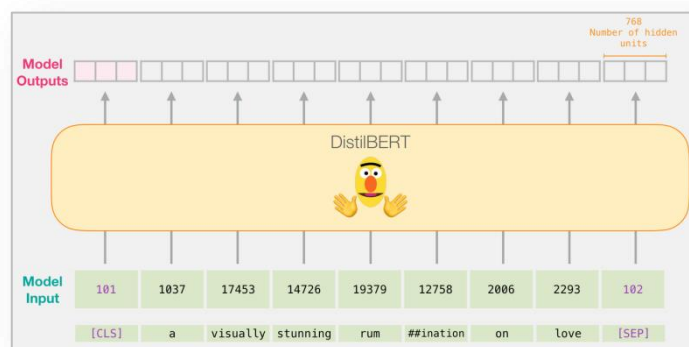 768
Number of hidden
units
Model
Outputs
DistilBERT
Model
Input
101 1037 17453 14726 19379 12758 2006 2293 102
[CLS] a visually stunning rum ##ination on love [SEP]